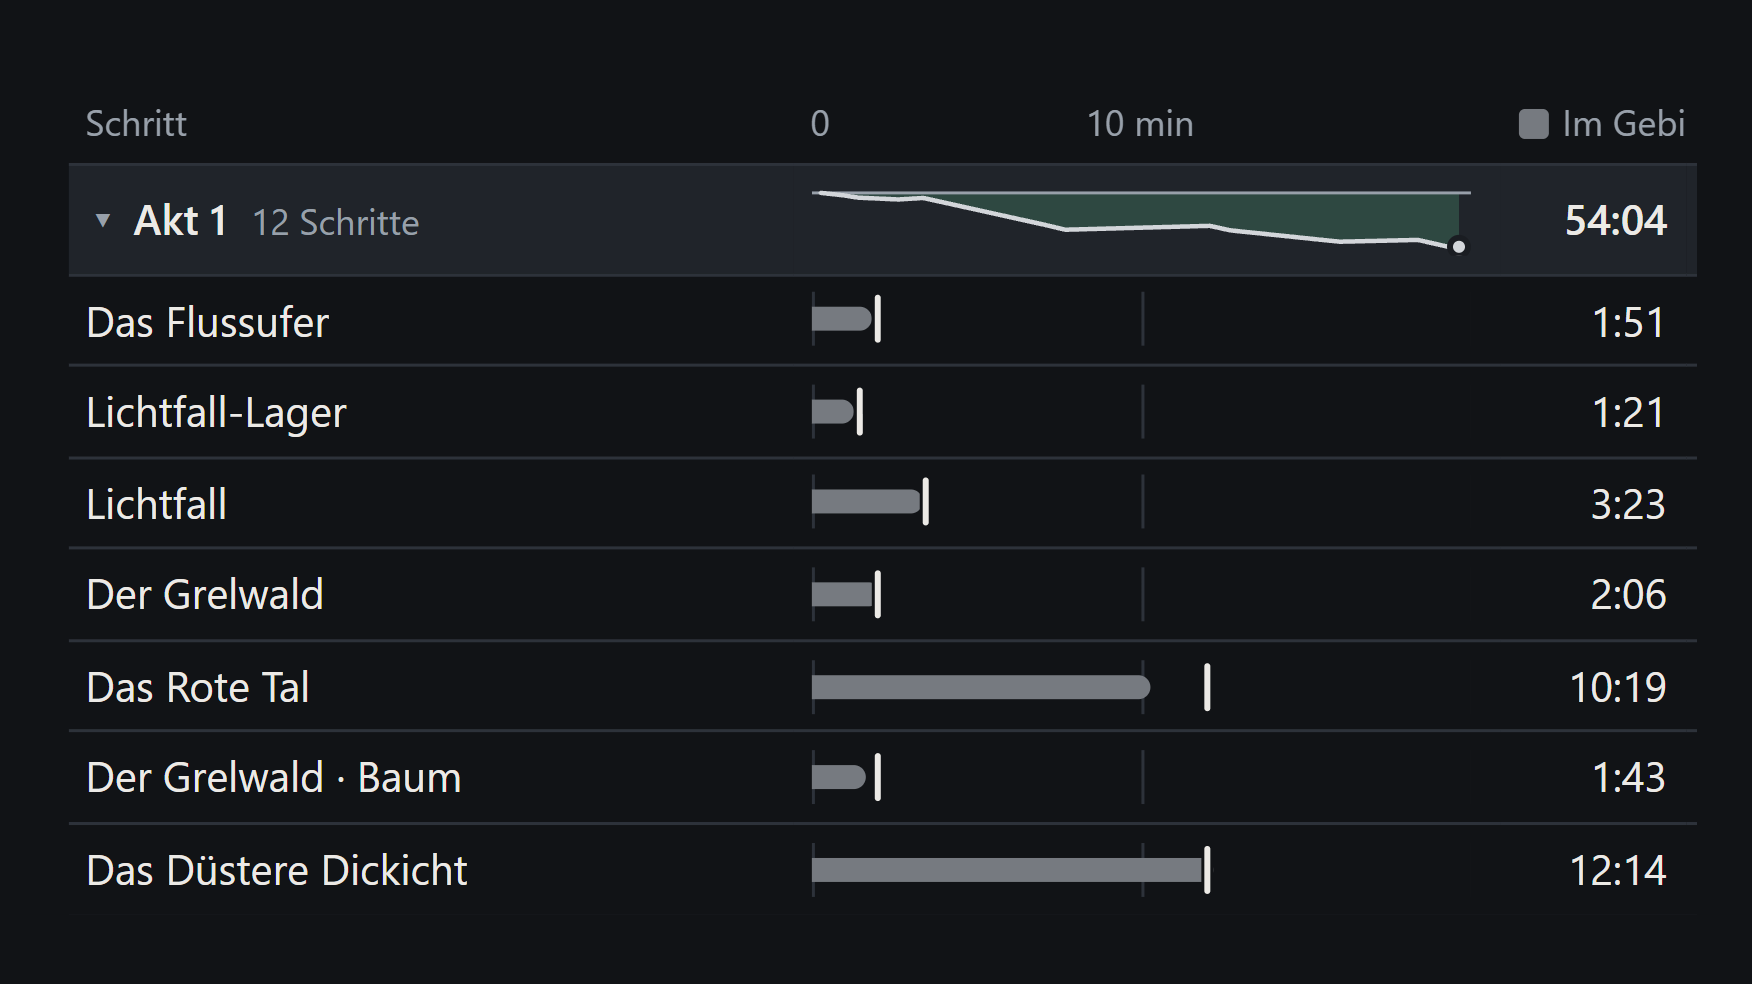 Schritt 0 10 min Im Gebi
Akt 1 12 Schritte 54:04
Das Flussufer 1:51
Lichtfall-Lager 1:21
Lichtfall 3:23
Der Grelwald 2:06
Das Rote Tal 10:19
Der Grelwald · Baum 1:43
Das Düstere Dickicht 12:14